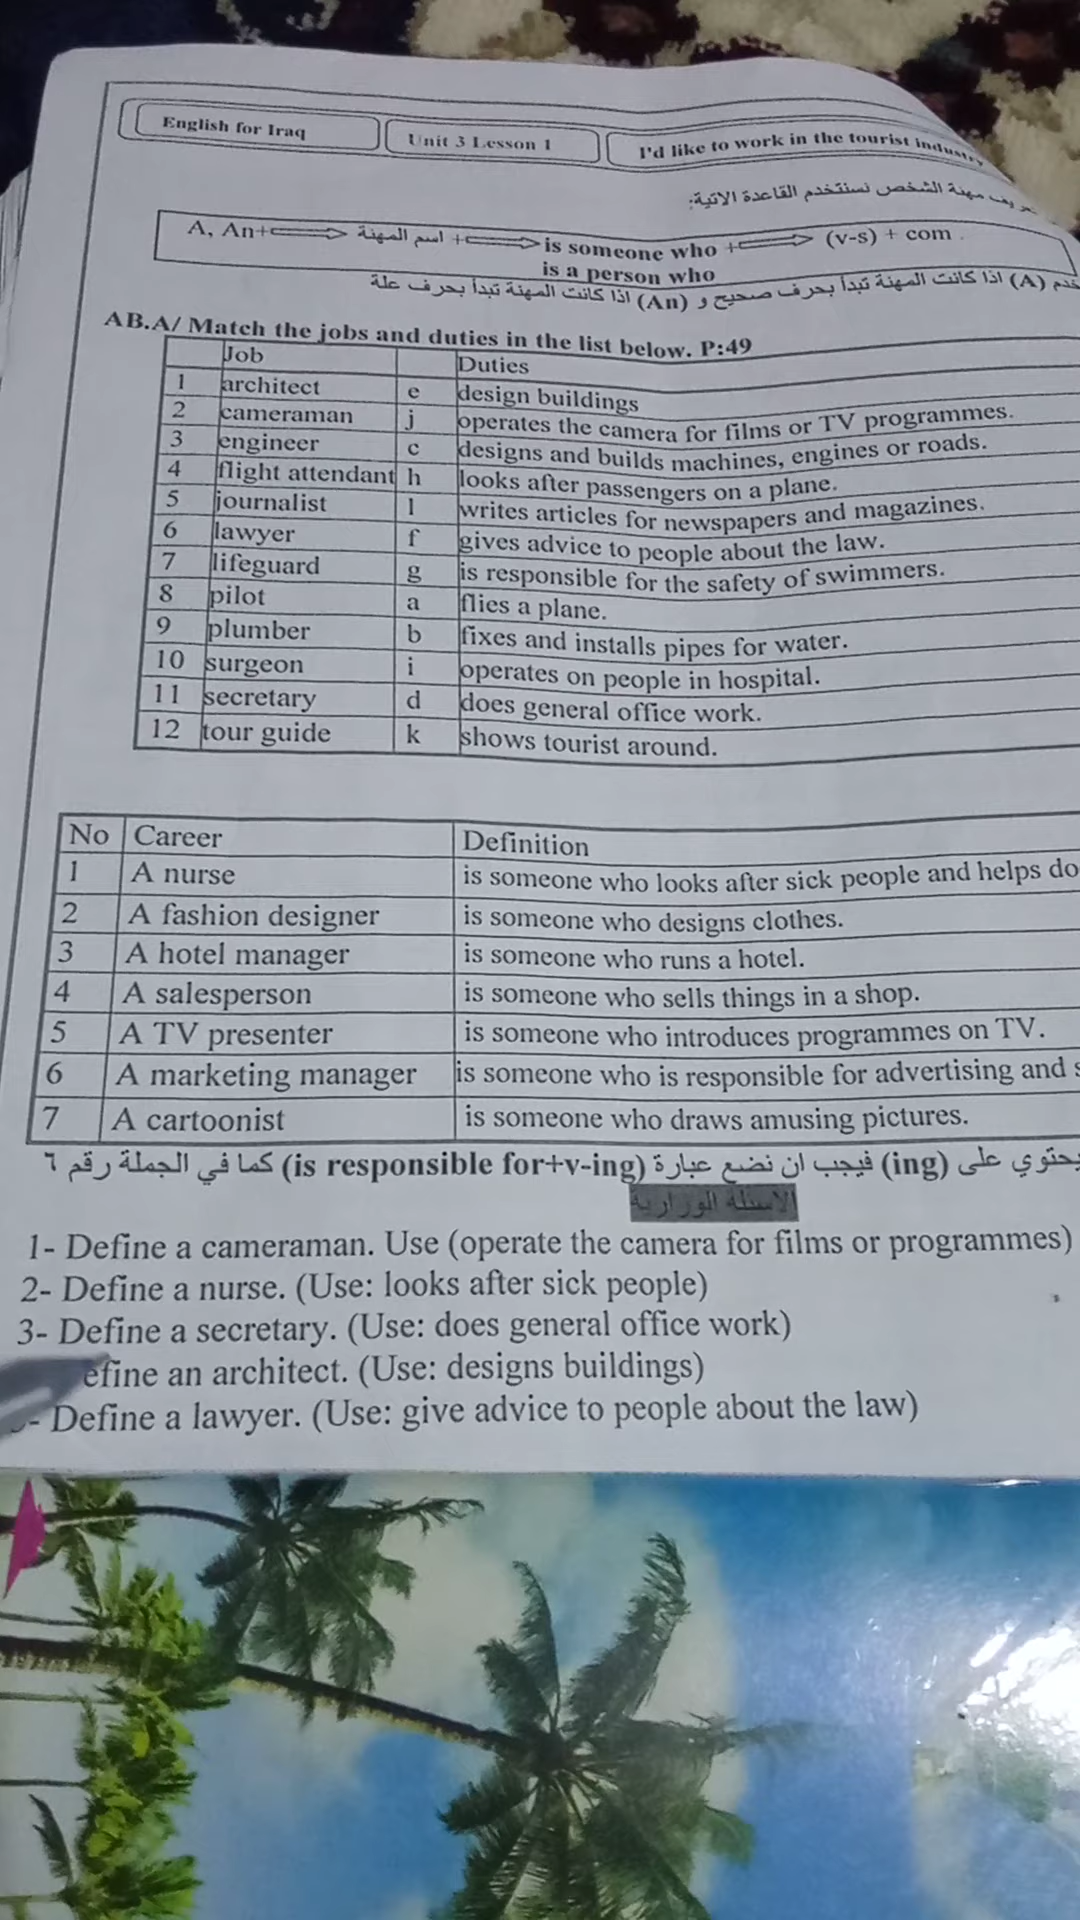 English for Iraq
Unit 3 Lesson 1
I'd like to work in the tourist industry
مهنة الشخص نستخدم القاعدة الاتية:
A, An+ اسم المهنة + is someone who + (v-s) + com
is a person who
(A) اذا كانت المهنة تبدأ بحرف صحيح و (An) اذا كانت المهنة تبدأ بحرف علة
AB.A/ Match the jobs and duties in the list below. P:49
Job Duties
1 architect e design buildings
2 cameraman j operates the camera for films or TV programmes.
3 engineer c designs and builds machines, engines or roads.
4 flight attendant h looks after passengers on a plane.
5 journalist l writes articles for newspapers and magazines.
6 lawyer f gives advice to people about the law.
7 lifeguard g is responsible for the safety of swimmers.
8 pilot a flies a plane.
9 plumber b fixes and installs pipes for water.
10 surgeon i operates on people in hospital.
11 secretary d does general office work.
12 tour guide k shows tourist around.
No Career Definition
1 A nurse is someone who looks after sick people and helps do
2 A fashion designer is someone who designs clothes.
3 A hotel manager is someone who runs a hotel.
4 A salesperson is someone who sells things in a shop.
5 A TV presenter is someone who introduces programmes on TV.
6 A marketing manager is someone who is responsible for advertising and s
7 A cartoonist is someone who draws amusing pictures.
يحتوي على (ing) فيجب ان نضع عبارة (is responsible for+v-ing) كما في الجملة رقم ٦
الاسئلة الوزارية
1- Define a cameraman. Use (operate the camera for films or programmes)
2- Define a nurse. (Use: looks after sick people)
3- Define a secretary. (Use: does general office work)
efine an architect. (Use: designs buildings)
- Define a lawyer. (Use: give advice to people about the law)